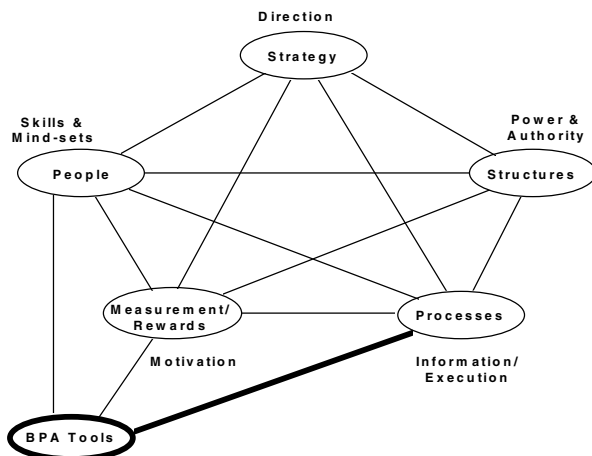 Direction
Strategy
Skills &
Mind-sets
Power &
Authority
People
Structures
Measurement/
Rewards
Processes
Motivation
Information/
Execution
BPA Tools